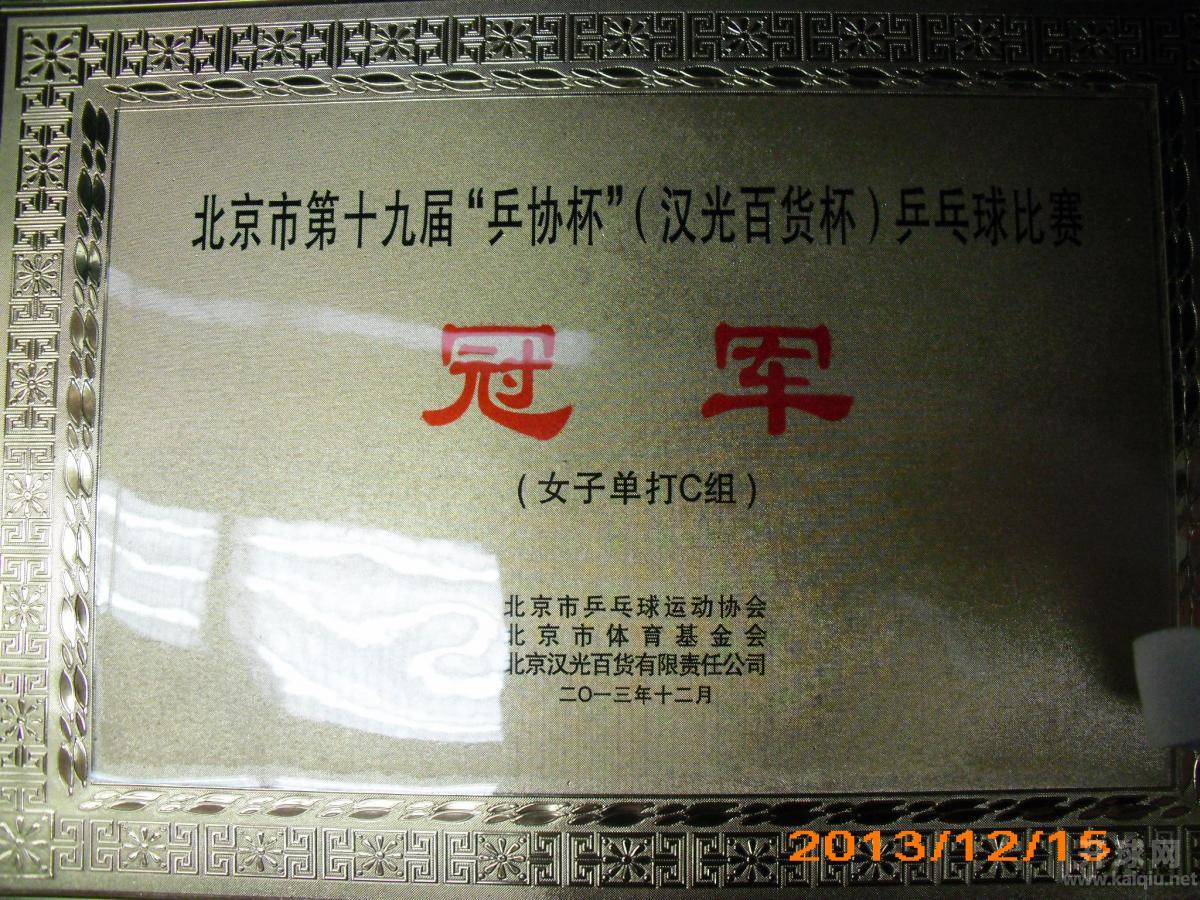 北京市第十九届“乒协杯”（汉光百货杯）乒乓球比赛
冠军
（女子单打C组）
北京市乒乓球运动协会
北京市体育基金会
北京汉光百货有限责任公司
二〇一三年十二月
2013/12/15
球网
www.kaiqiu.net